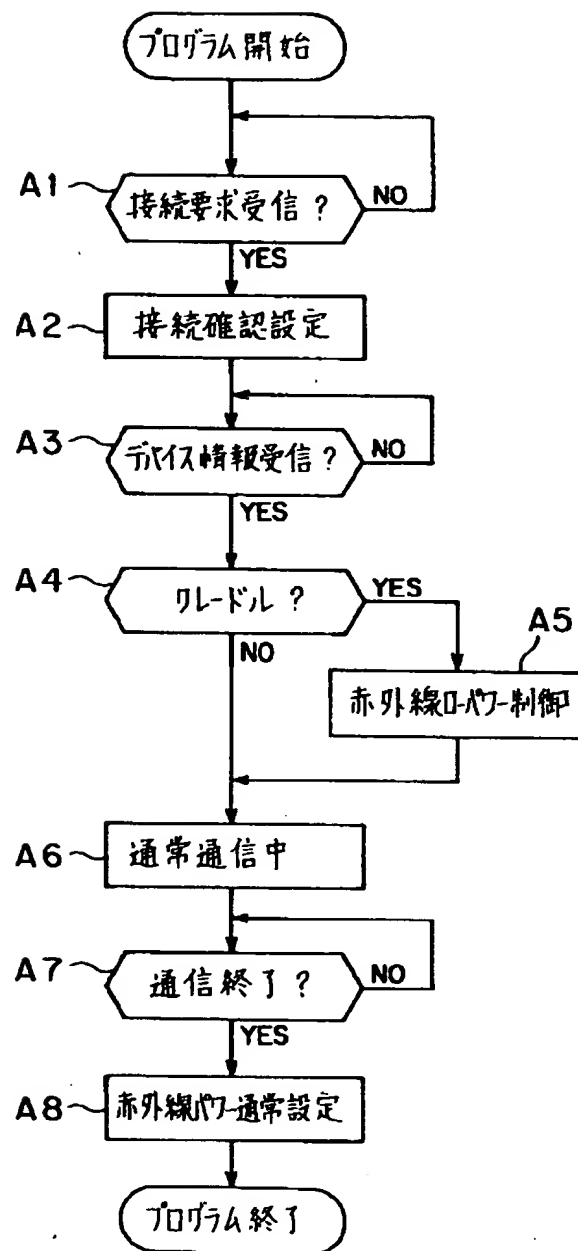 プログラム開始
A1
接続要求受信？
NO
YES
A2
接続確認設定
A3
デバイス情報受信？
NO
YES
A4
クレードル？
YES
NO
A5
赤外線ローパワー制御
A6
通常通信中
A7
通信終了？
NO
YES
A8
赤外線パワー通常設定
プログラム終了